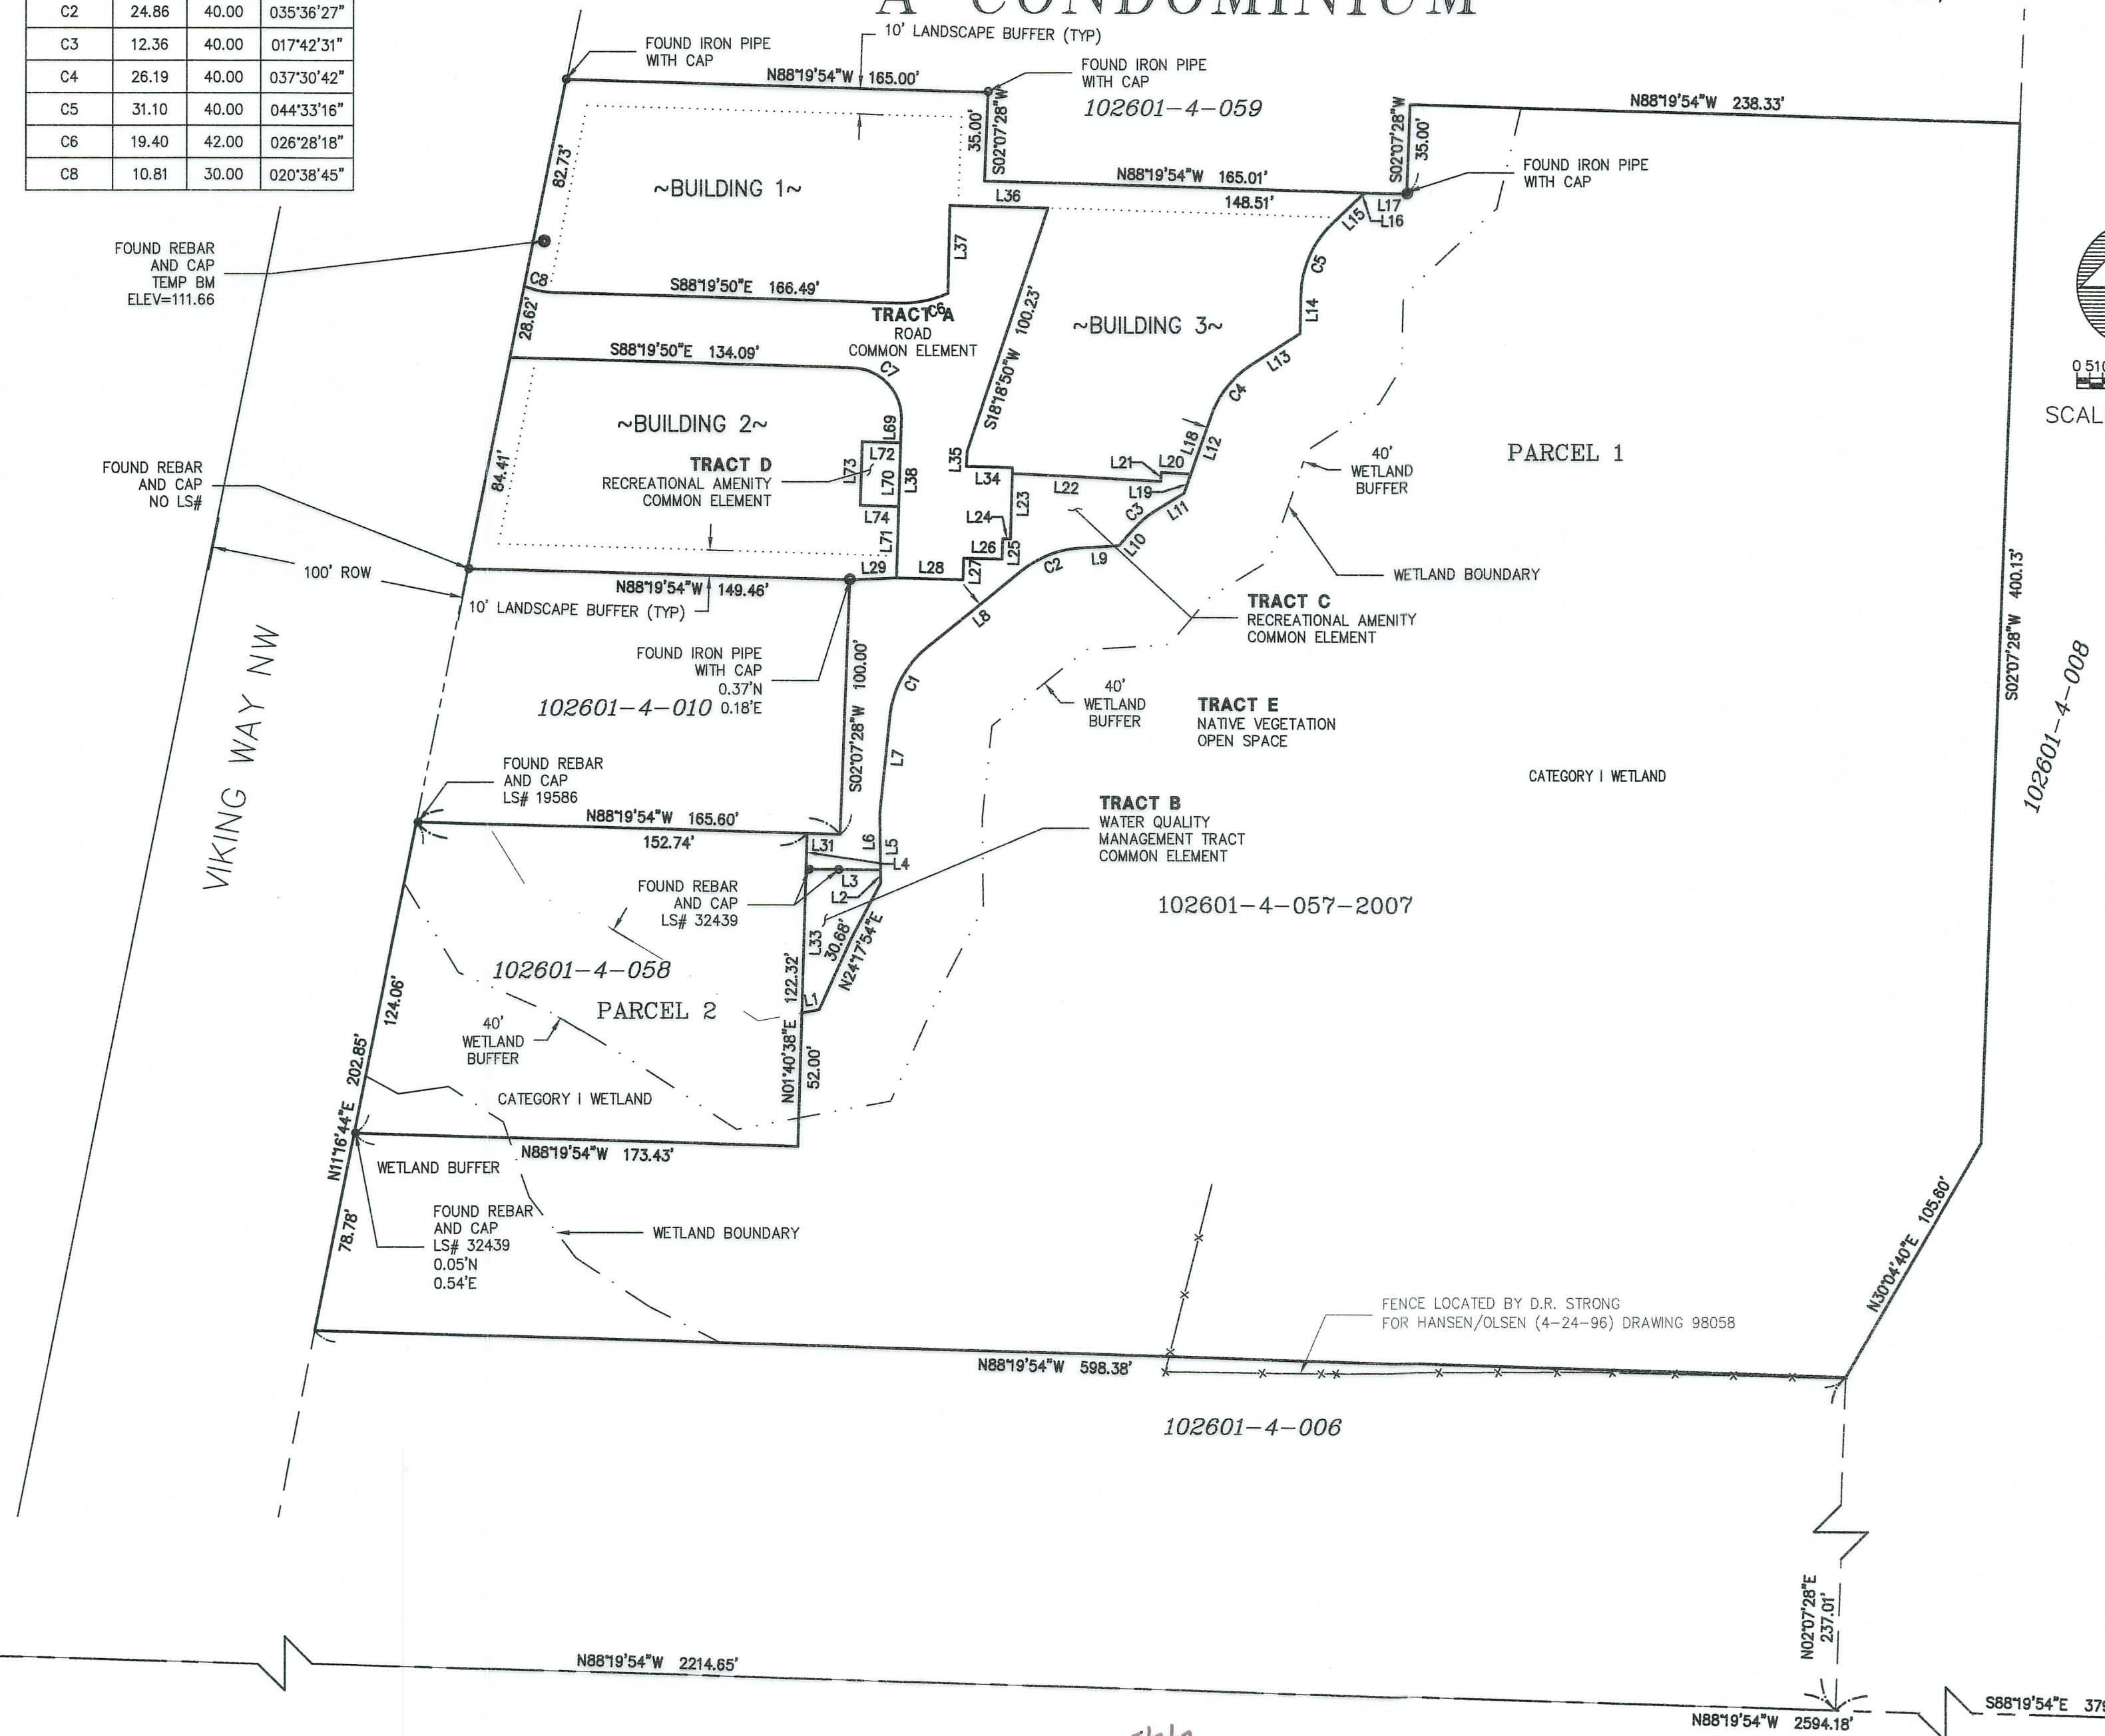 A CONDOMINIUM
C2 24.86 40.00 035°36'27"
C3 12.36 40.00 017°42'31"
C4 26.19 40.00 037°30'42"
C5 31.10 40.00 044°33'16"
C6 19.40 42.00 026°28'18"
C8 10.81 30.00 020°38'45"
FOUND IRON PIPE
WITH CAP
10' LANDSCAPE BUFFER (TYP)
FOUND IRON PIPE
WITH CAP
N88°19'54"W 165.00'
102601-4-059
N88°19'54"W 238.33'
35.00'
S02°07'28"W
S02°07'28"W
35.00'
FOUND IRON PIPE
WITH CAP
82.73'
~BUILDING 1~
N88°19'54"W 165.01'
L36
148.51'
L17
L16
L15
FOUND REBAR
AND CAP
TEMP BM
ELEV=111.66
L37
C5
C8
S88°19'50"E 166.49'
28.62'
TRACT A
C6
ROAD
COMMON ELEMENT
S18°18'50"W 100.23'
~BUILDING 3~
L14
L13
0 510
SCAL
S88°19'50"E 134.09'
C7
C4
~BUILDING 2~
L69
L18
L12
PARCEL 1
FOUND REBAR
AND CAP
NO LS#
84.41'
TRACT D
RECREATIONAL AMENITY
COMMON ELEMENT
L73
L72
L70
L38
L35
L34
L21
L20
L22
L19
L23
40'
WETLAND
BUFFER
L74
L71
L24
C3
L11
L26
L25
L10
L27
C2
L9
100' ROW
L29
L28
WETLAND BOUNDARY
N88°19'54"W 149.46'
10' LANDSCAPE BUFFER (TYP)
L8
TRACT C
RECREATIONAL AMENITY
COMMON ELEMENT
S02°07'28"W 400.13'
VIKING WAY NW
FOUND IRON PIPE
WITH CAP
0.37'N
0.18'E
S02°07'28"W 100.00'
C1
102601-4-010
40'
WETLAND
BUFFER
TRACT E
NATIVE VEGETATION
OPEN SPACE
102601-4-008
L7
FOUND REBAR
AND CAP
LS# 19586
CATEGORY I WETLAND
N88°19'54"W 165.60'
152.74'
L31
L6
L5
L4
TRACT B
WATER QUALITY
MANAGEMENT TRACT
COMMON ELEMENT
FOUND REBAR
AND CAP
LS# 32439
L3
L2
102601-4-057-2007
L33
30.68'
N24°17'54"E
102601-4-058
PARCEL 2
122.32'
L1
124.06'
40'
WETLAND
BUFFER
N01°40'38"E
52.00'
N11°16'44"E 202.85'
CATEGORY I WETLAND
N88°19'54"W 173.43'
WETLAND BUFFER
78.78'
FOUND REBAR
AND CAP
LS# 32439
0.05'N
0.54'E
WETLAND BOUNDARY
N30°04'40"E 105.60'
FENCE LOCATED BY D.R. STRONG
FOR HANSEN/OLSEN (4-24-96) DRAWING 98058
N88°19'54"W 598.38'
102601-4-006
N02°07'28"E
237.01'
N88°19'54"W 2214.65'
S88°19'54"E 379
N88°19'54"W 2594.18'